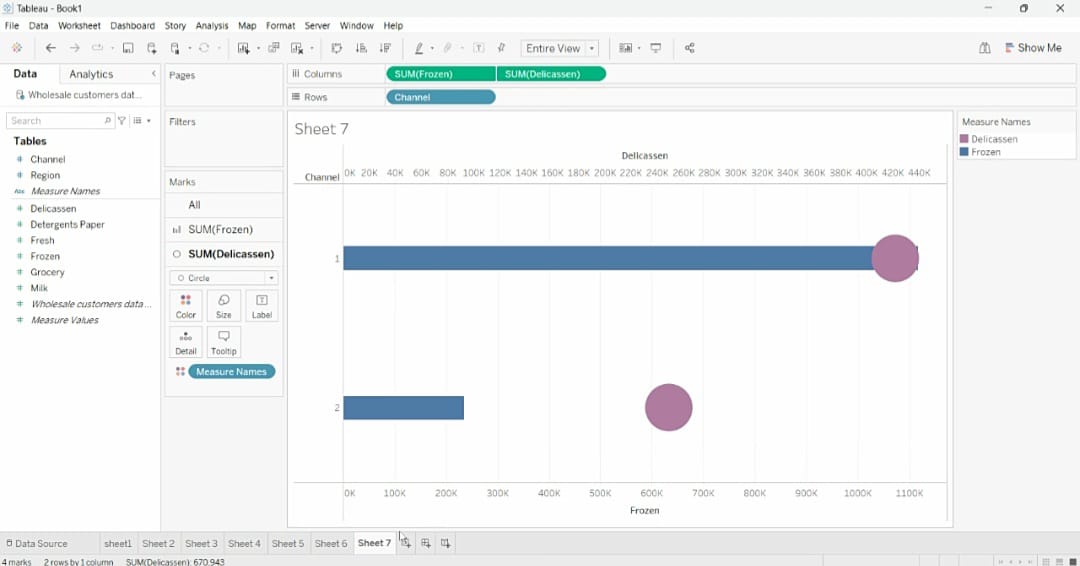 Tableau - Book1
File Data Worksheet Dashboard Story Analysis Map Format Server Window Help
Entire View
Show Me
Data Analytics
Pages
Columns SUM(Frozen) SUM(Delicassen)
Wholesale customers dat...
Rows Channel
Search
Filters
Sheet 7
Measure Names
Delicassen
Frozen
Tables
Channel
Region
Abc Measure Names
Delicassen
Detergents Paper
Fresh
Frozen
Grocery
Milk
Wholesale customers data ...
Measure Values
Marks
All
SUM(Frozen)
SUM(Delicassen)
Circle
Color Size Label
Detail Tooltip
Measure Names
Delicassen
Channel
0K 20K 40K 60K 80K 100K 120K 140K 160K 180K 200K 220K 240K 260K 280K 300K 320K 340K 360K 380K 400K 420K 440K
1
2
0K 100K 200K 300K 400K 500K 600K 700K 800K 900K 1000K 1100K
Frozen
Data Source sheet1 Sheet 2 Sheet 3 Sheet 4 Sheet 5 Sheet 6 Sheet 7
4 marks 2 rows by 1 column SUM(Delicassen): 670,943